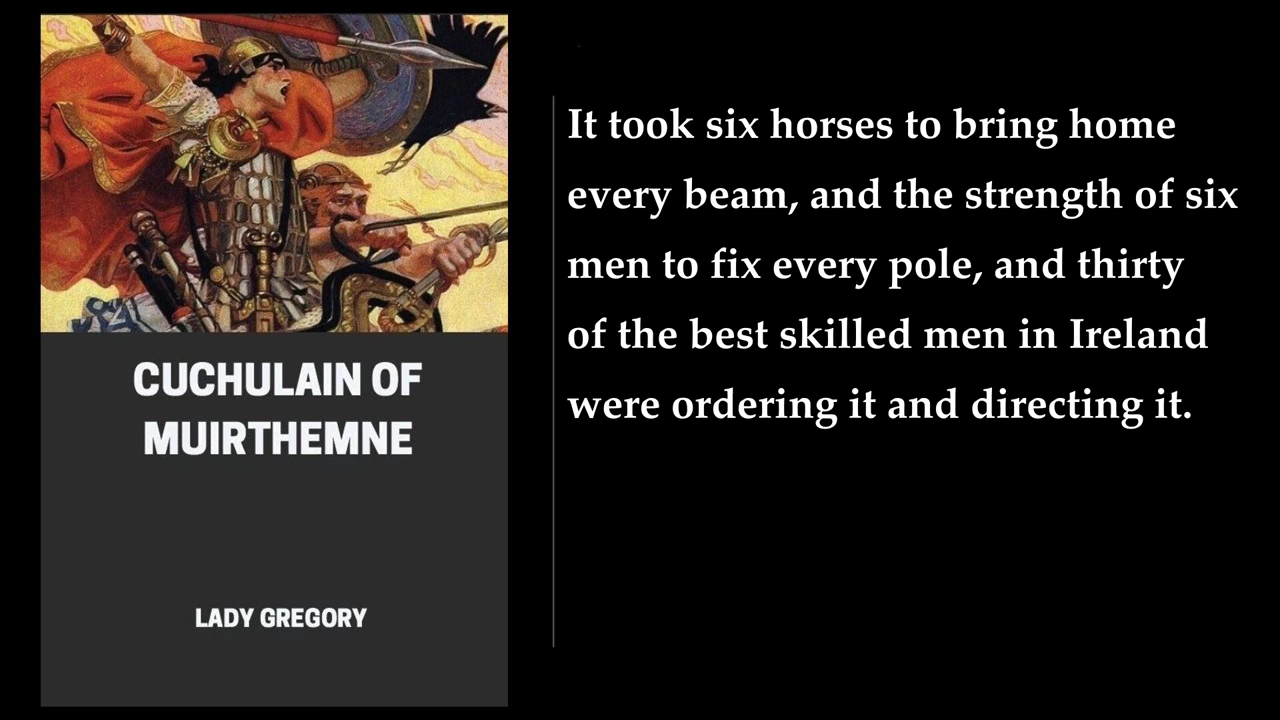 CUCHULAIN OF
MUIRTHEMNE
LADY GREGORY
It took six horses to bring home
every beam, and the strength of six
men to fix every pole, and thirty
of the best skilled men in Ireland
were ordering it and directing it.